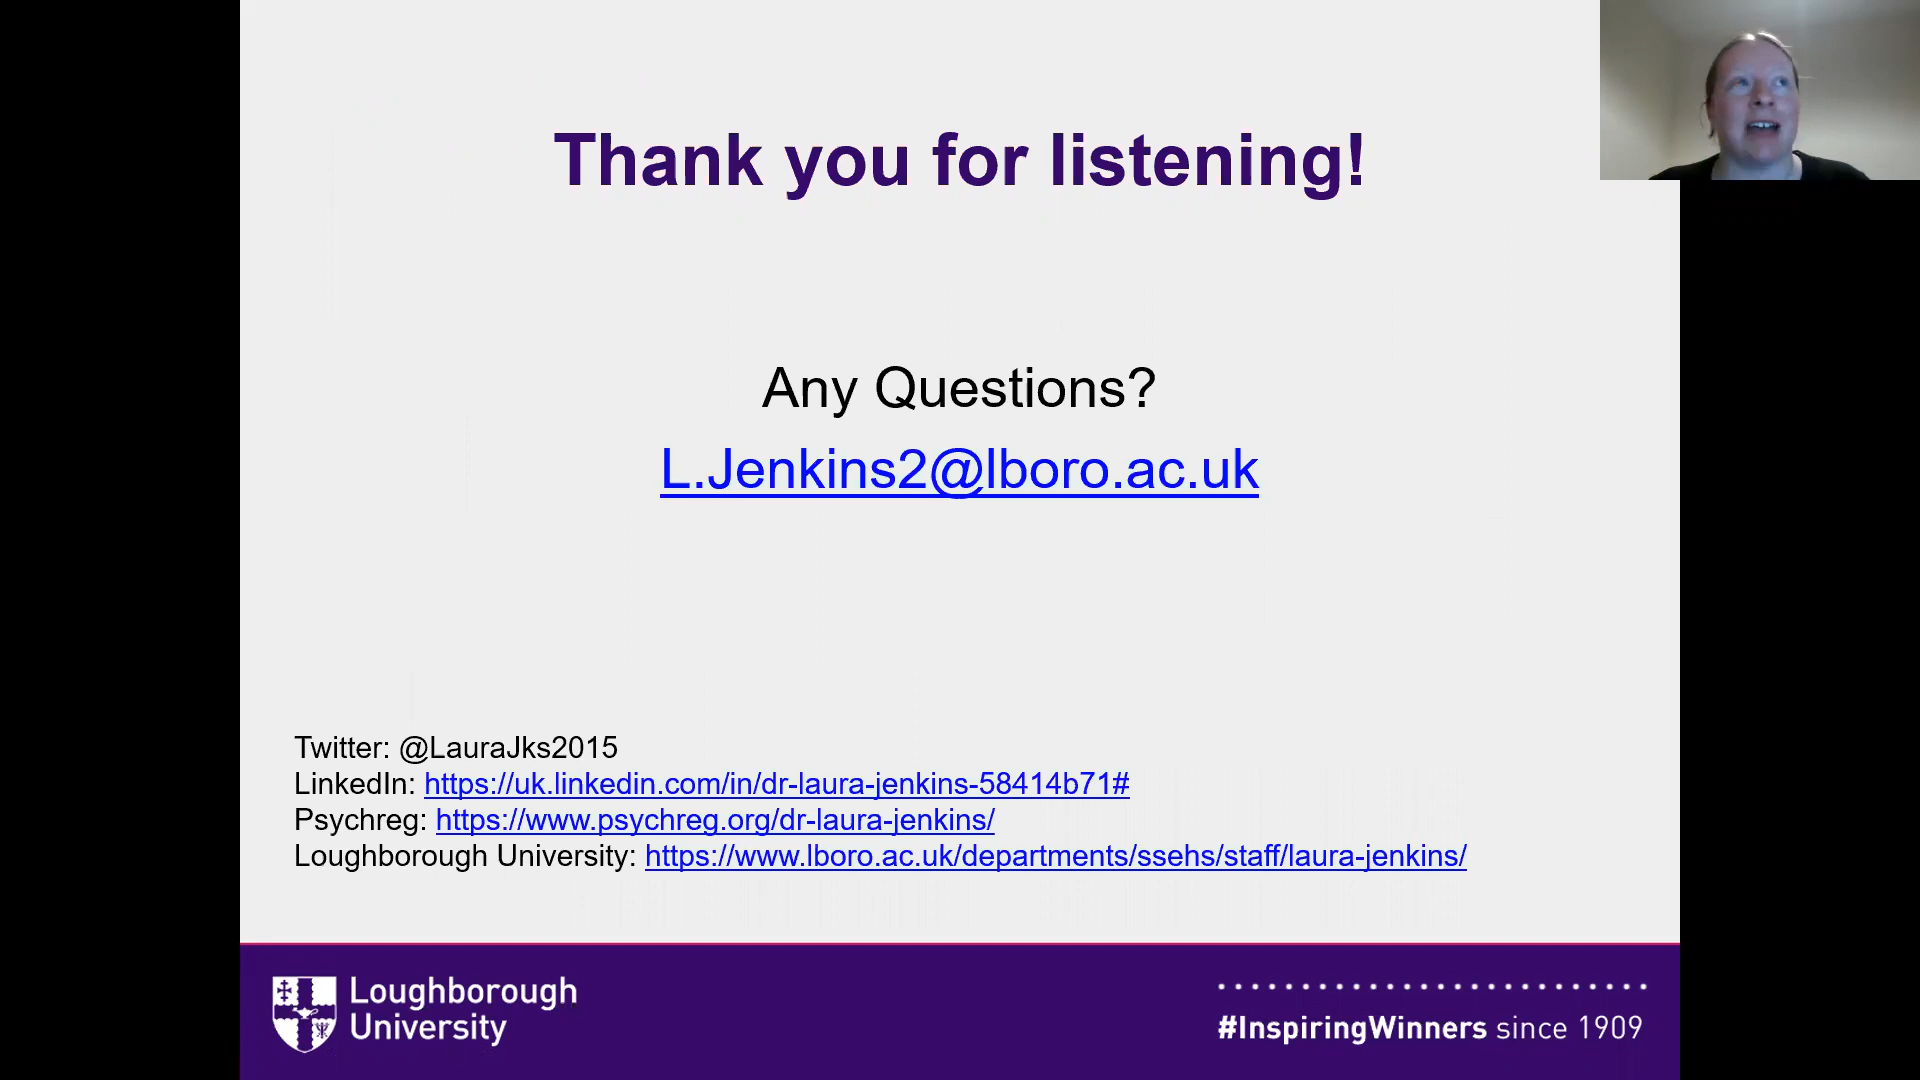 Thank you for listening!
Any Questions?
L.Jenkins2@lboro.ac.uk
Twitter: @LauraJks2015
LinkedIn: https://uk.linkedin.com/in/dr-laura-jenkins-58414b71#
Psychreg: https://www.psychreg.org/dr-laura-jenkins/
Loughborough University: https://www.lboro.ac.uk/departments/ssehs/staff/laura-jenkins/
Loughborough
University
#InspiringWinners since 1909